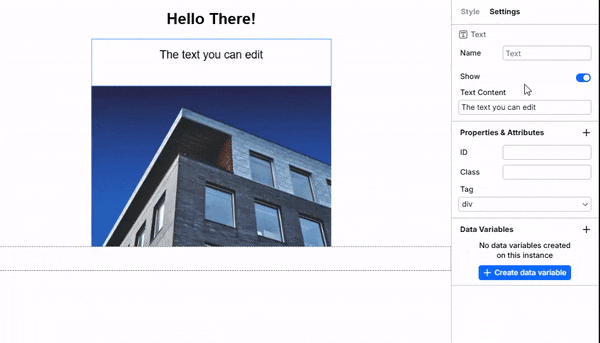 Hello There!
The text you can edit
Style Settings
Text
Name Text
Show
Text Content
The text you can edit
Properties & Attributes +
ID
Class
Tag
div
Data Variables +
No data variables created
on this instance
+ Create data variable